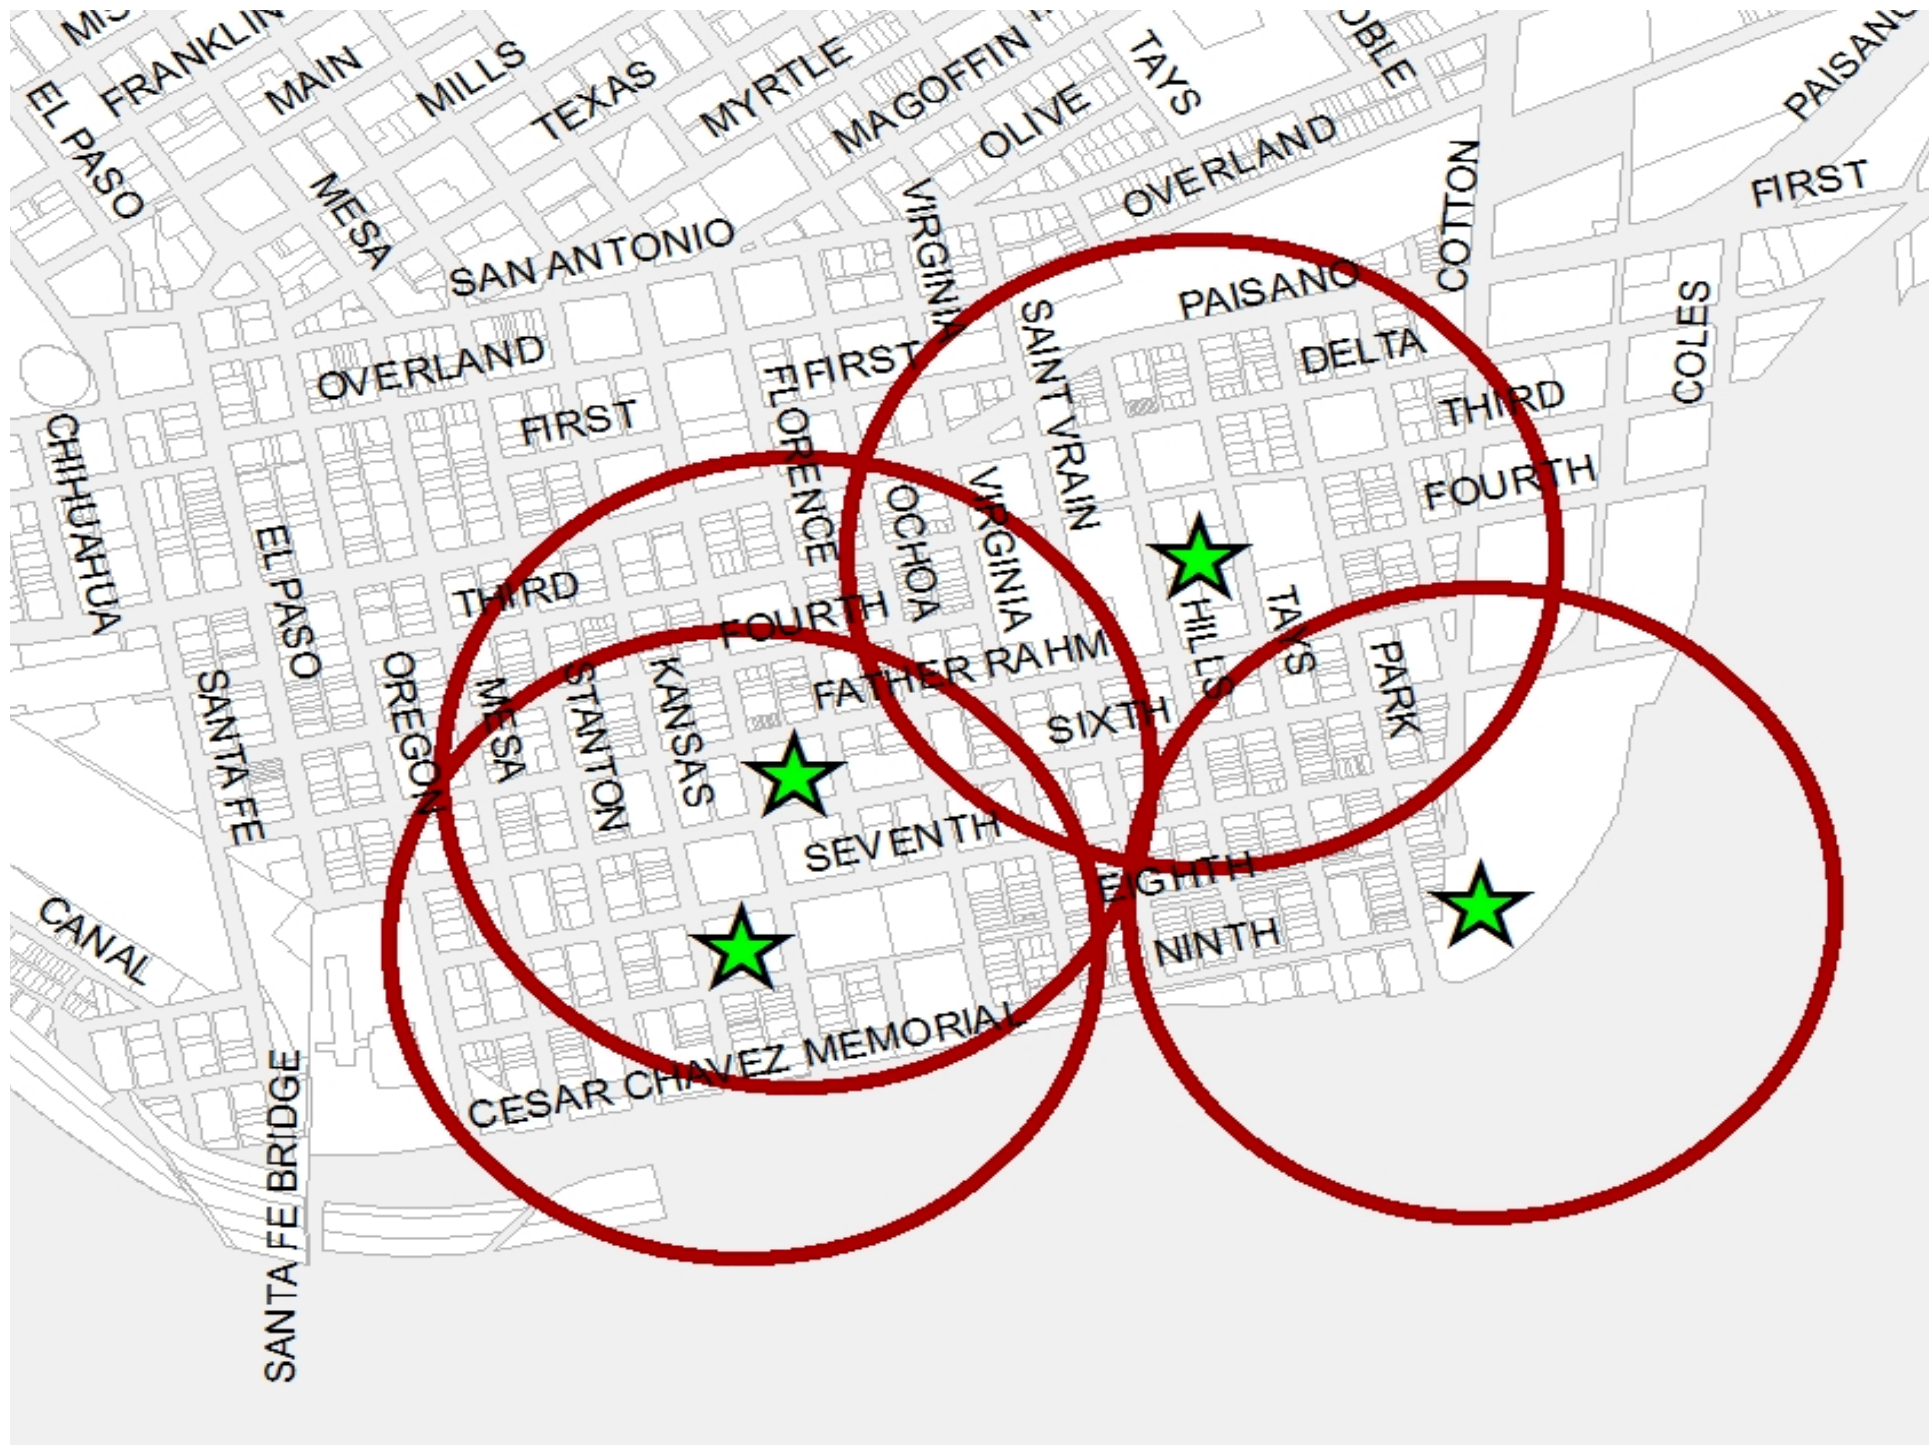 FRANKLIN
MAIN
MILLS
TEXAS
MYRTLE
MAGOFFIN
OLIVE
TAYS
PAISANO
EL PASO
MESA
SAN ANTONIO
VIRGINIA
OVERLAND
COTTON
FIRST
OVERLAND
FIRST
FLORENCE
FIRST
SAINT VRAIN
PAISANO
DELTA
THIRD
FOURTH
COLES
CHIHUAHUA
EL PASO
THIRD
FOURTH
OCHOA
VIRGINIA
HILLS
TAYS
PARK
SANTA FE
OREGON
MESA
STANTON
KANSAS
FATHER RAHM
SIXTH
SEVENTH
EIGHTH
NINTH
CANAL
CESAR CHAVEZ MEMORIAL
SANTA FE BRIDGE